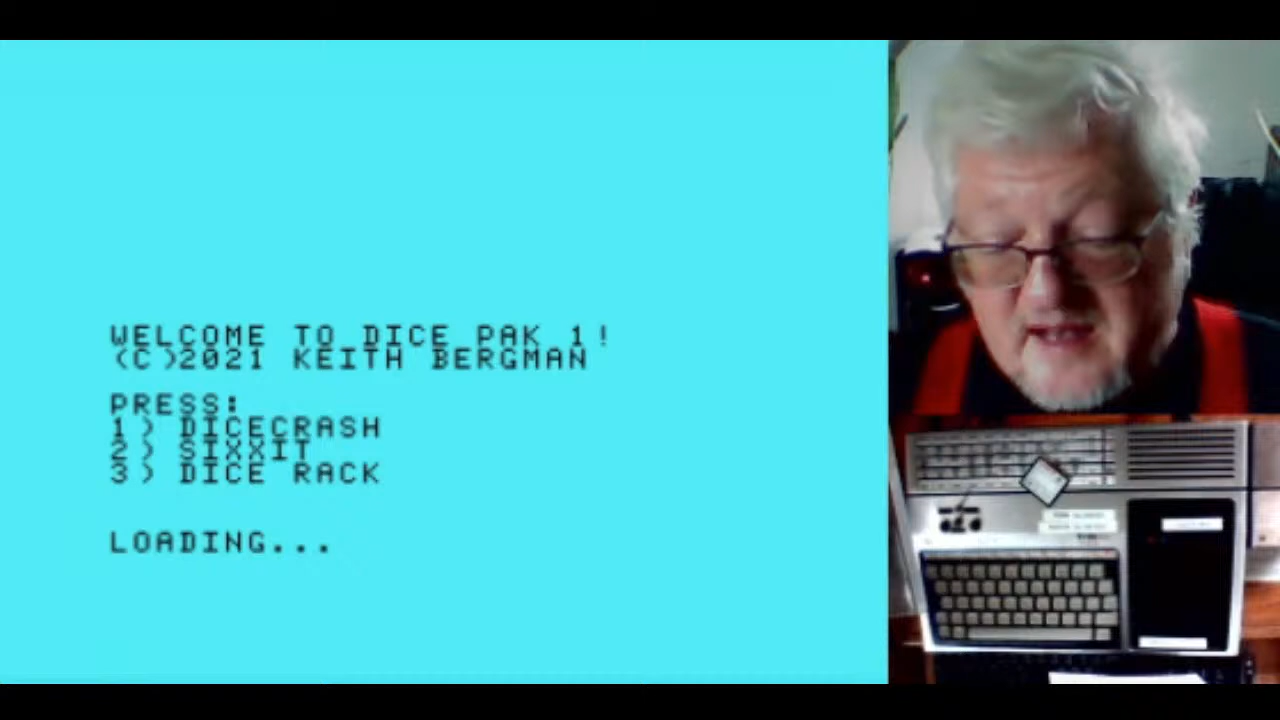 WELCOME TO DICE PAK 1!
(C)2021 KEITH BERGMAN
PRESS:
1) DICECRASH
2) SIXXIT
3) DICE RACK
LOADING...